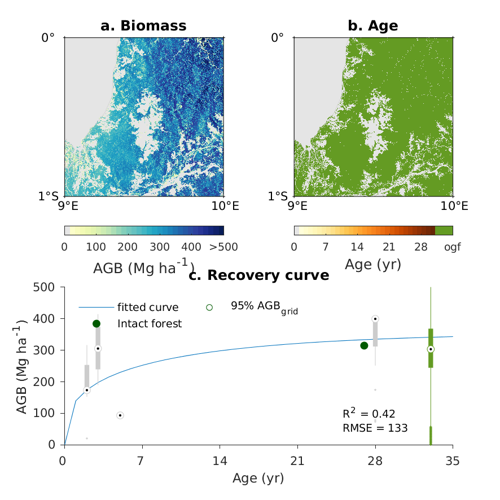 a. Biomass
b. Age
0°
0°
1°S
1°S
9°E
10°E
9°E
10°E
0 100 200 300 400 >500
0 7 14 21 28 ogf
AGB (Mg ha-1)
Age (yr)
c. Recovery curve
500
400
300
200
100
0
AGB (Mg ha-1)
fitted curve
95% AGBgrid
Intact forest
R2 = 0.42
RMSE = 133
0 7 14 21 28 35
Age (yr)